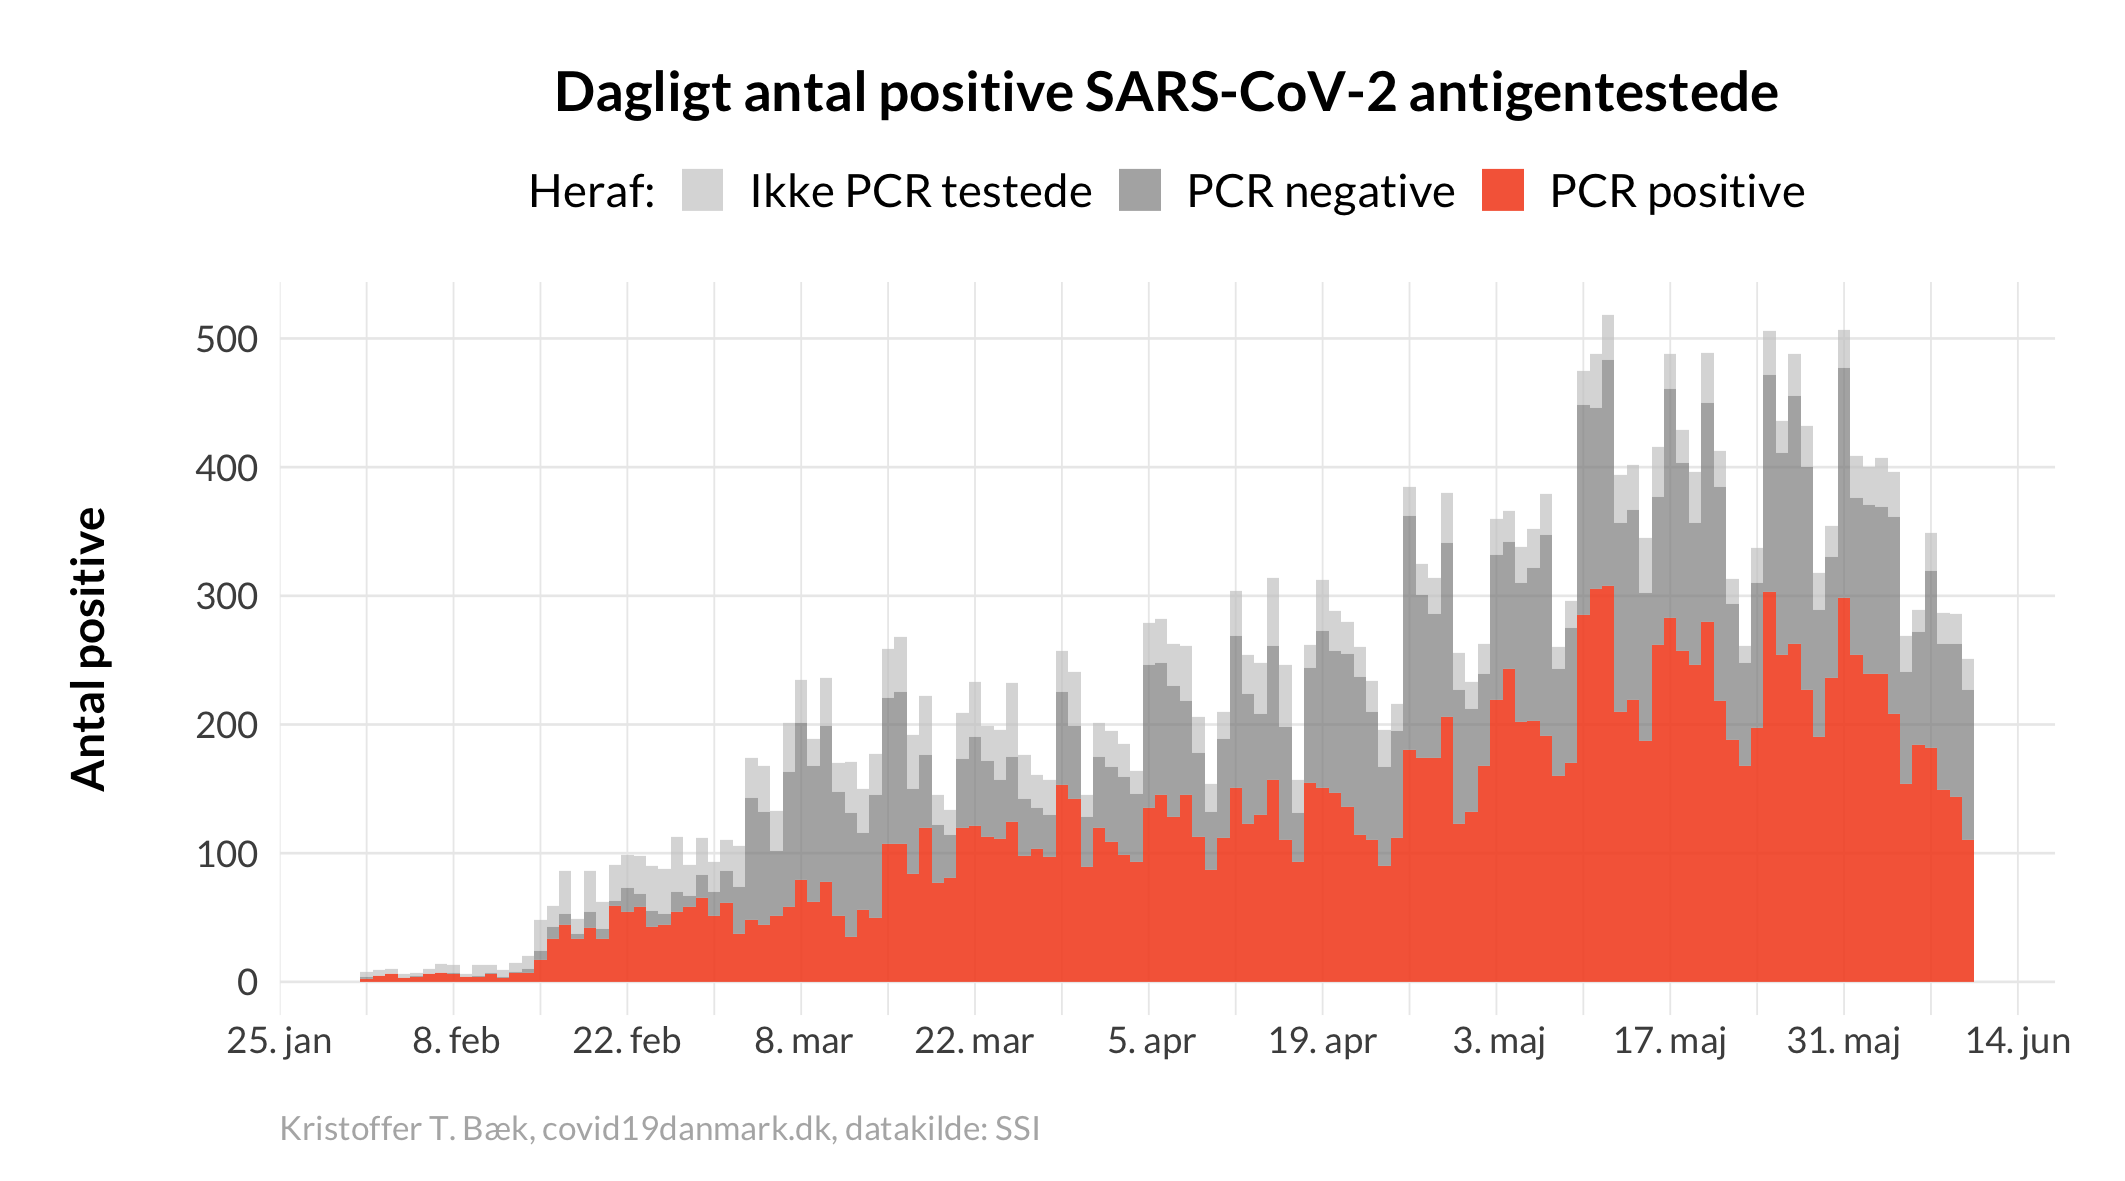 Dagligt antal positive SARS-CoV-2 antigentestede
Heraf: Ikke PCR testede PCR negative PCR positive
Antal positive
500
400
300
200
100
0
25. jan 8. feb 22. feb 8. mar 22. mar 5. apr 19. apr 3. maj 17. maj 31. maj 14. jun
Kristoffer T. Bæk, covid19danmark.dk, datakilde: SSI